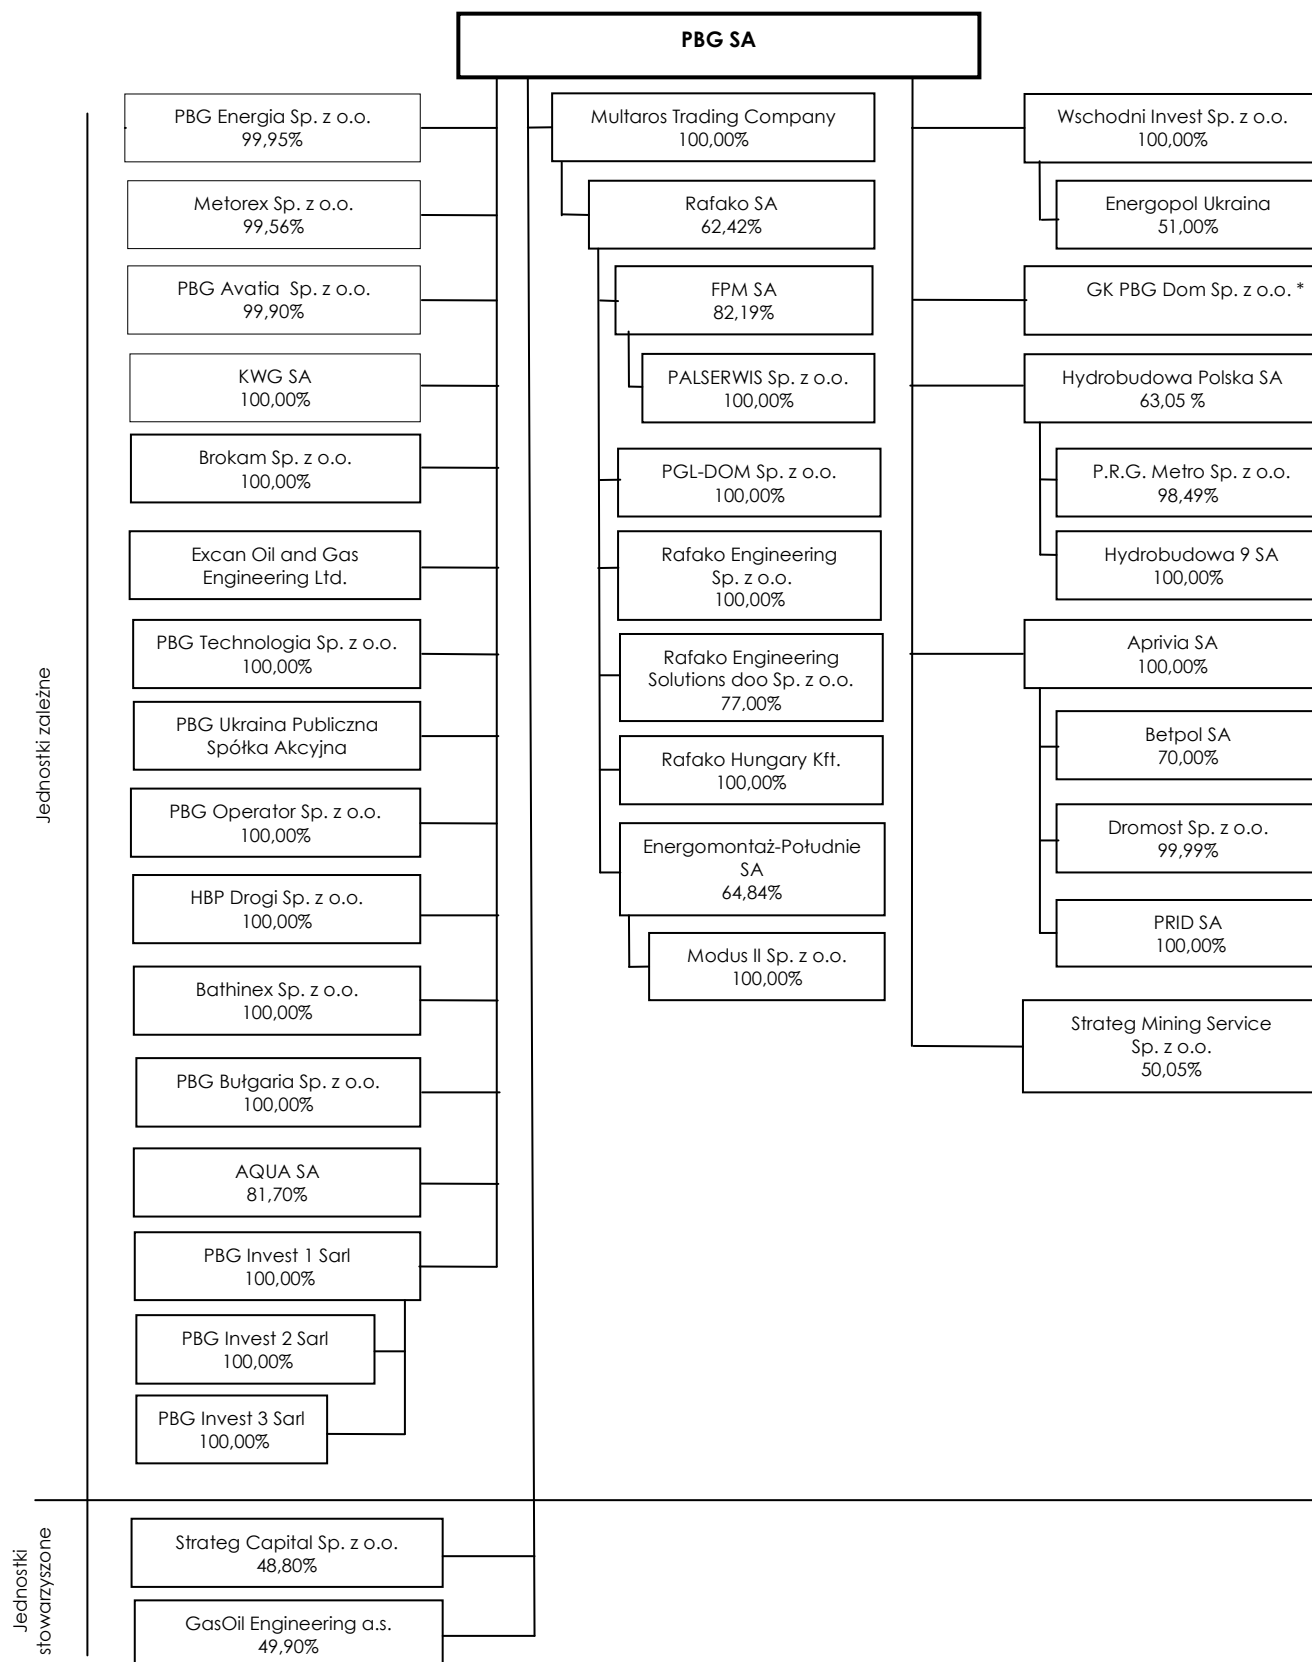 PBG SA
Jednostki zależne
PBG Energia Sp. z o.o.
99,95%
Metorex Sp. z o.o.
99,56%
PBG Avatia Sp. z o.o.
99,90%
KWG SA
100,00%
Brokam Sp. z o.o.
100,00%
Excan Oil and Gas
Engineering Ltd.
PBG Technologia Sp. z o.o.
100,00%
PBG Ukraina Publiczna
Spółka Akcyjna
PBG Operator Sp. z o.o.
100,00%
HBP Drogi Sp. z o.o.
100,00%
Bathinex Sp. z o.o.
100,00%
PBG Bułgaria Sp. z o.o.
100,00%
AQUA SA
81,70%
PBG Invest 1 Sarl
100,00%
PBG Invest 2 Sarl
100,00%
PBG Invest 3 Sarl
100,00%
Multaros Trading Company
100,00%
Rafako SA
62,42%
FPM SA
82,19%
PALSERWIS Sp. z o.o.
100,00%
PGL-DOM Sp. z o.o.
100,00%
Rafako Engineering
Sp. z o.o.
100,00%
Rafako Engineering
Solutions doo Sp. z o.o.
77,00%
Rafako Hungary Kft.
100,00%
Energomontaż-Południe
SA
64,84%
Modus II Sp. z o.o.
100,00%
Wschodni Invest Sp. z o.o.
100,00%
Energopol Ukraina
51,00%
GK PBG Dom Sp. z o.o. *
Hydrobudowa Polska SA
63,05 %
P.R.G. Metro Sp. z o.o.
98,49%
Hydrobudowa 9 SA
100,00%
Aprivia SA
100,00%
Betpol SA
70,00%
Dromost Sp. z o.o.
99,99%
PRID SA
100,00%
Strateg Mining Service
Sp. z o.o.
50,05%
Jednostki
stowarzyszone
Strateg Capital Sp. z o.o.
48,80%
GasOil Engineering a.s.
49,90%